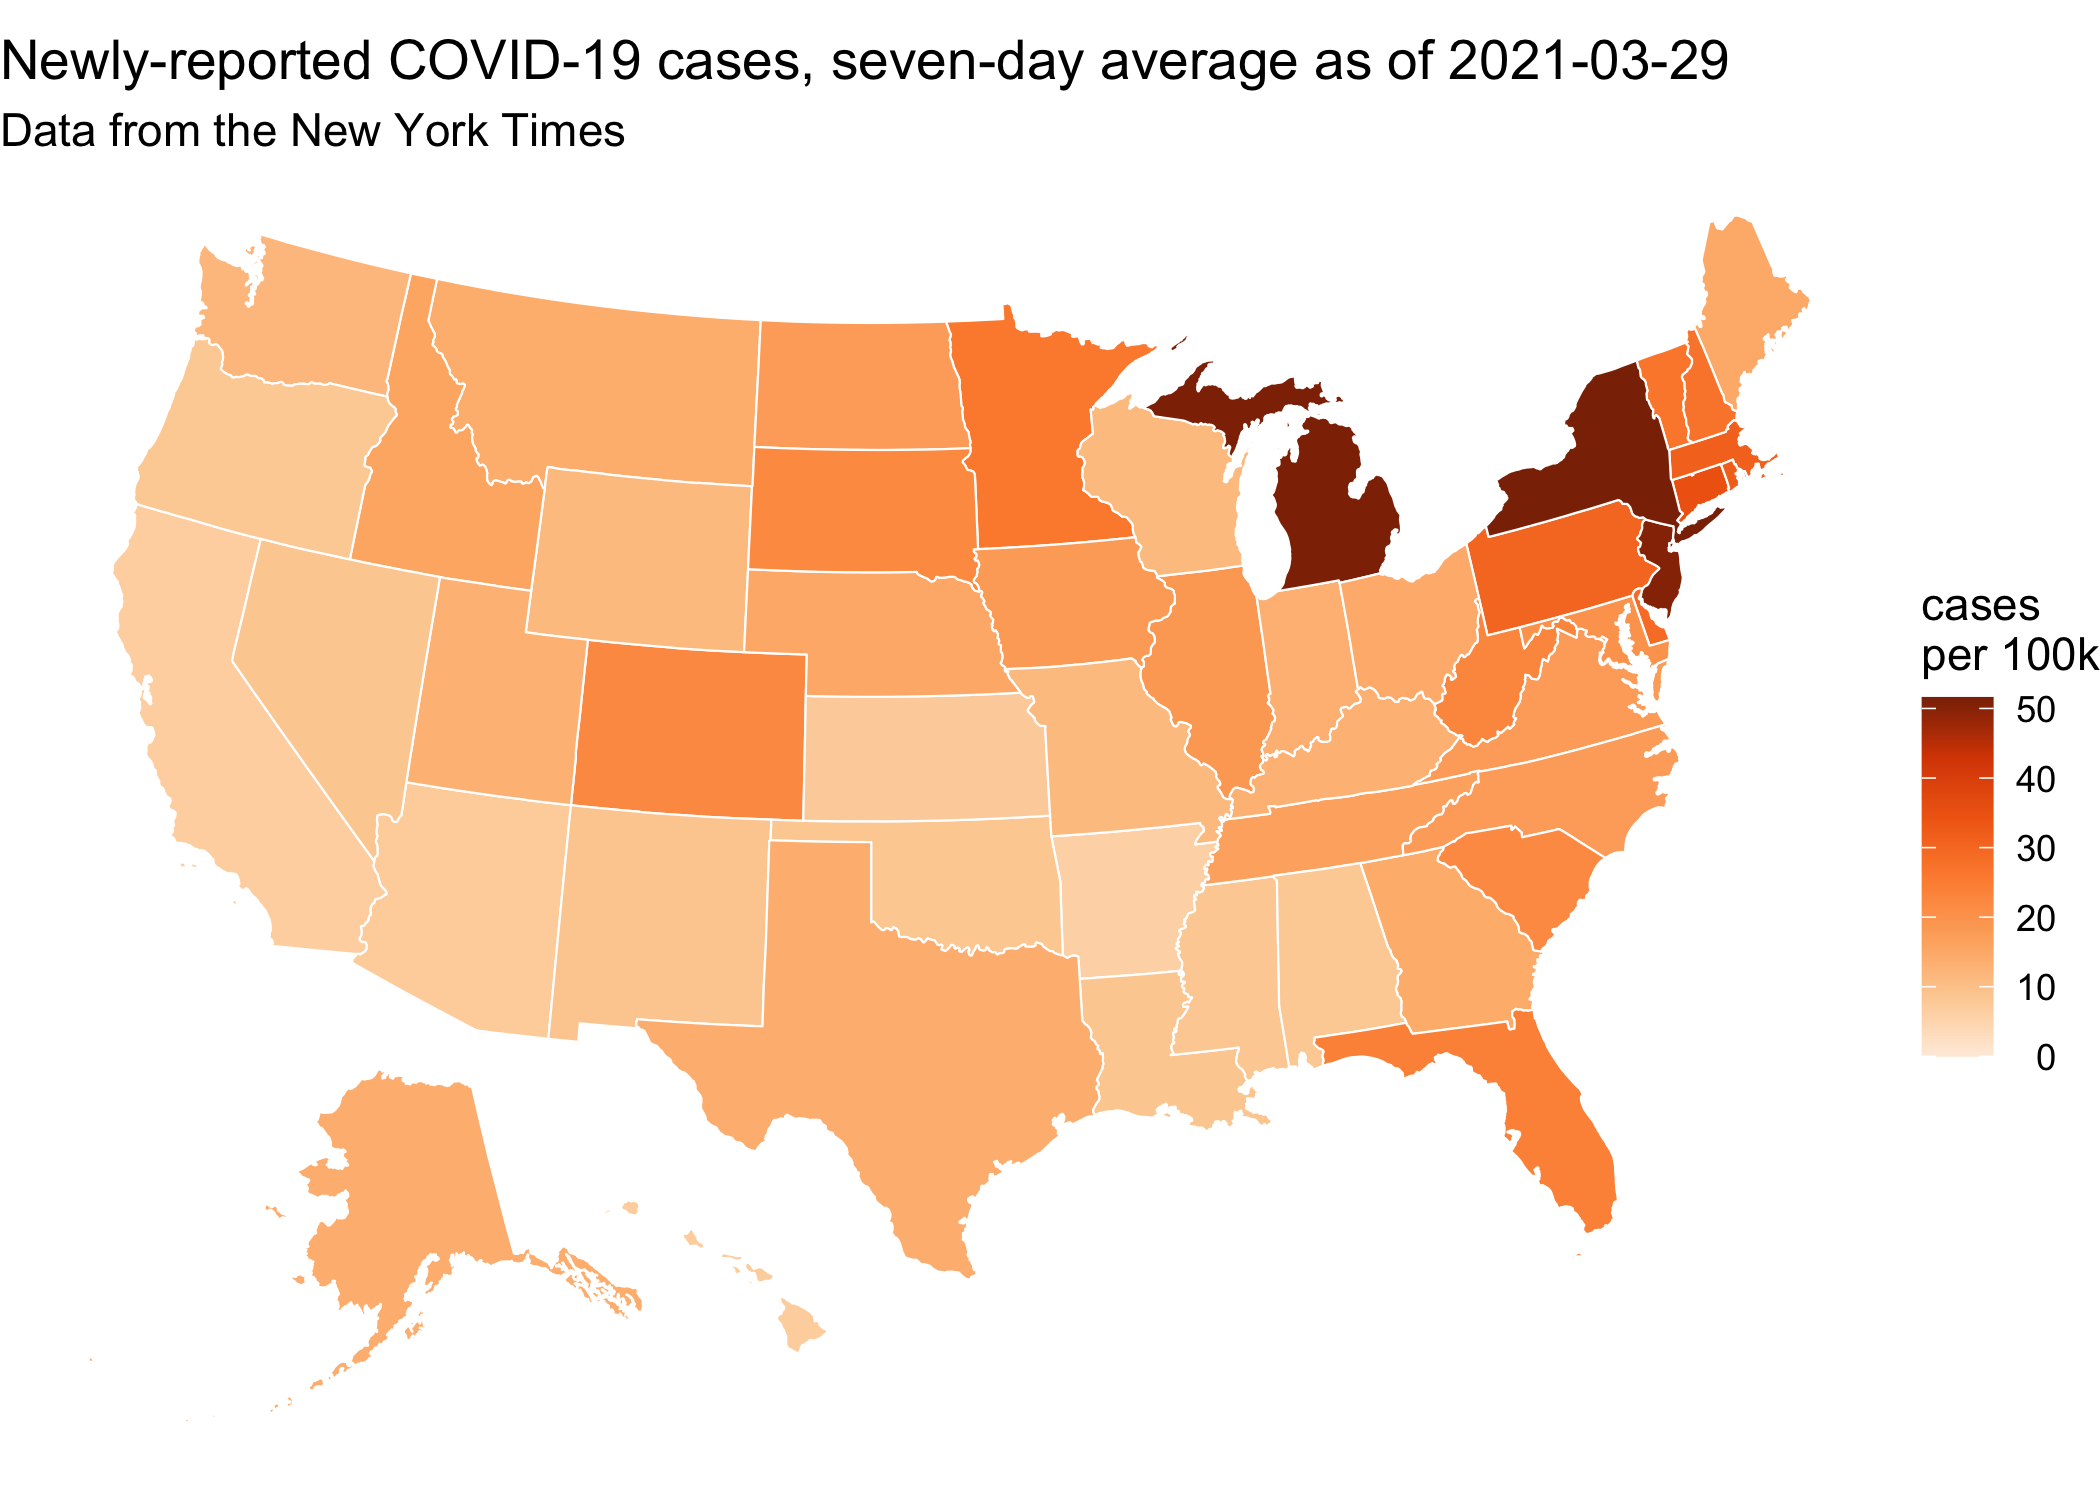 Newly-reported COVID-19 cases, seven-day average as of 2021-03-29
Data from the New York Times
cases
per 100k
50
40
30
20
10
0